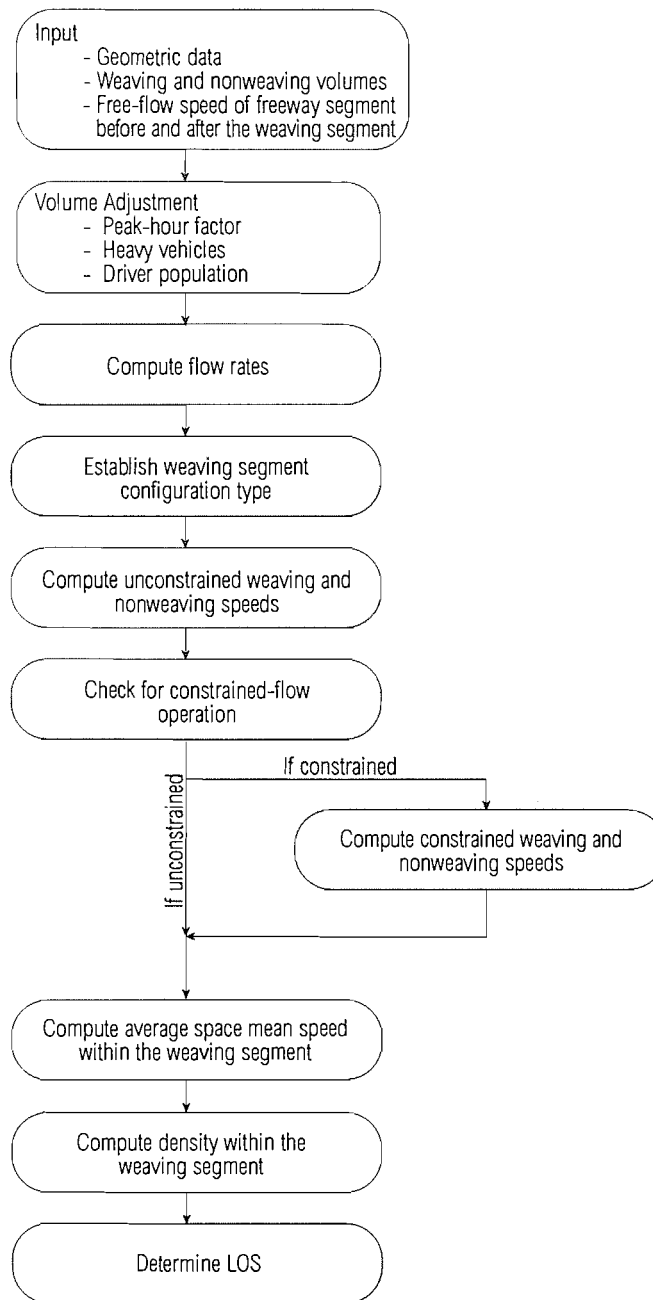 Input
- Geometric data
- Weaving and nonweaving volumes
- Free-flow speed of freeway segment
before and after the weaving segment
Volume Adjustment
- Peak-hour factor
- Heavy vehicles
- Driver population
Compute flow rates
Establish weaving segment
configuration type
Compute unconstrained weaving and
nonweaving speeds
Check for constrained-flow
operation
If constrained
If unconstrained
Compute constrained weaving and
nonweaving speeds
Compute average space mean speed
within the weaving segment
Compute density within the
weaving segment
Determine LOS